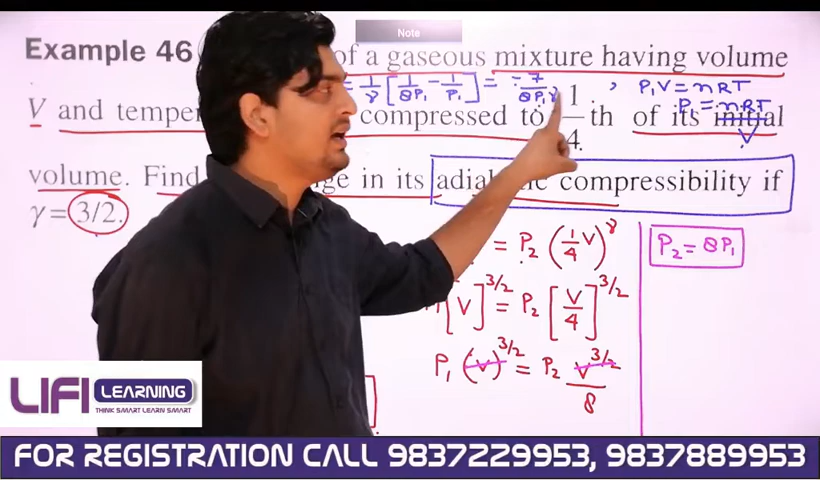 Note
Example 46 of a gaseous mixture having volume
= 1/γ [ 1/8P₁ − 1/P₁ ] = −7/8P₁γ , P₁V = nRT
P₁ = nRT/V
V and temper compressed to 1/4 th of its initial
volume. Find ge in its adiabatic compressibility if
γ = 3/2.
= P₂ (1/4 V)^γ
P₂ = 8P₁
[V]^3/2 = P₂ [V/4]^3/2
P₁ (V)^3/2 = P₂ V^3/2/8
LIFI LEARNING
THINK SMART LEARN SMART
FOR REGISTRATION CALL 9837229953, 9837889953